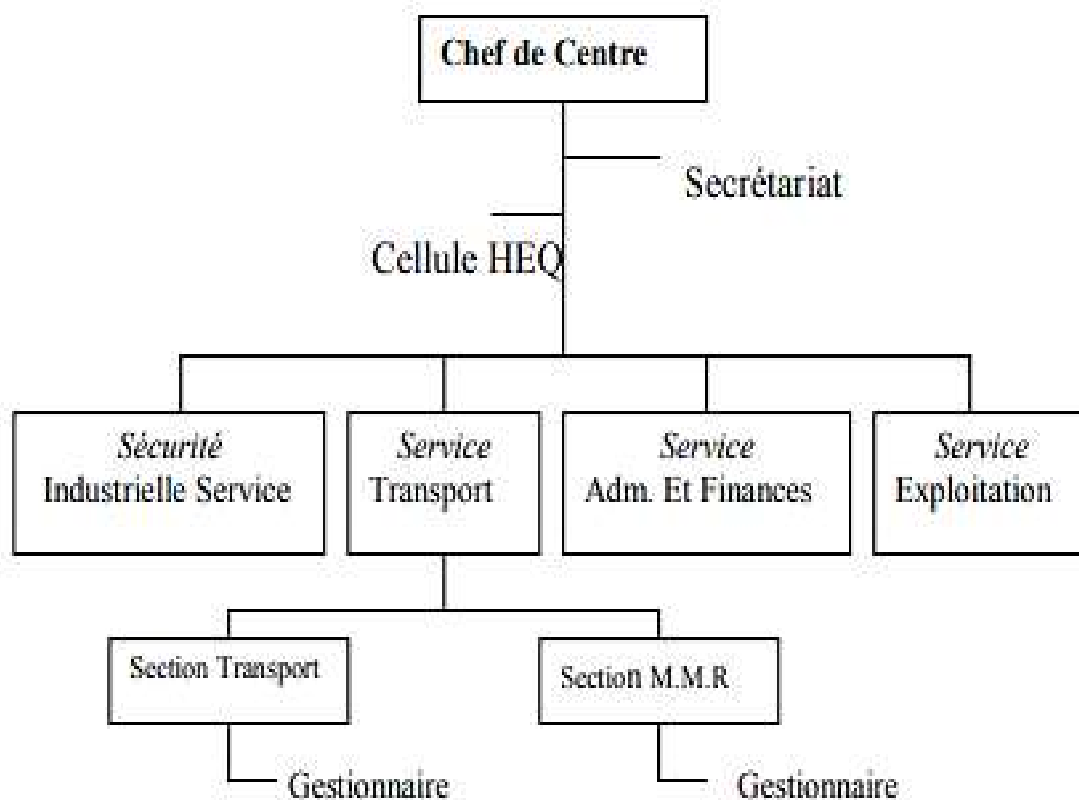 Chef de Centre
Secrétariat
Cellule HEQ
Sécurité
Industrielle Service
Service
Transport
Service
Adm. Et Finances
Service
Exploitation
Section Transport
Section M.M.R
Gestionnaire
Gestionnaire